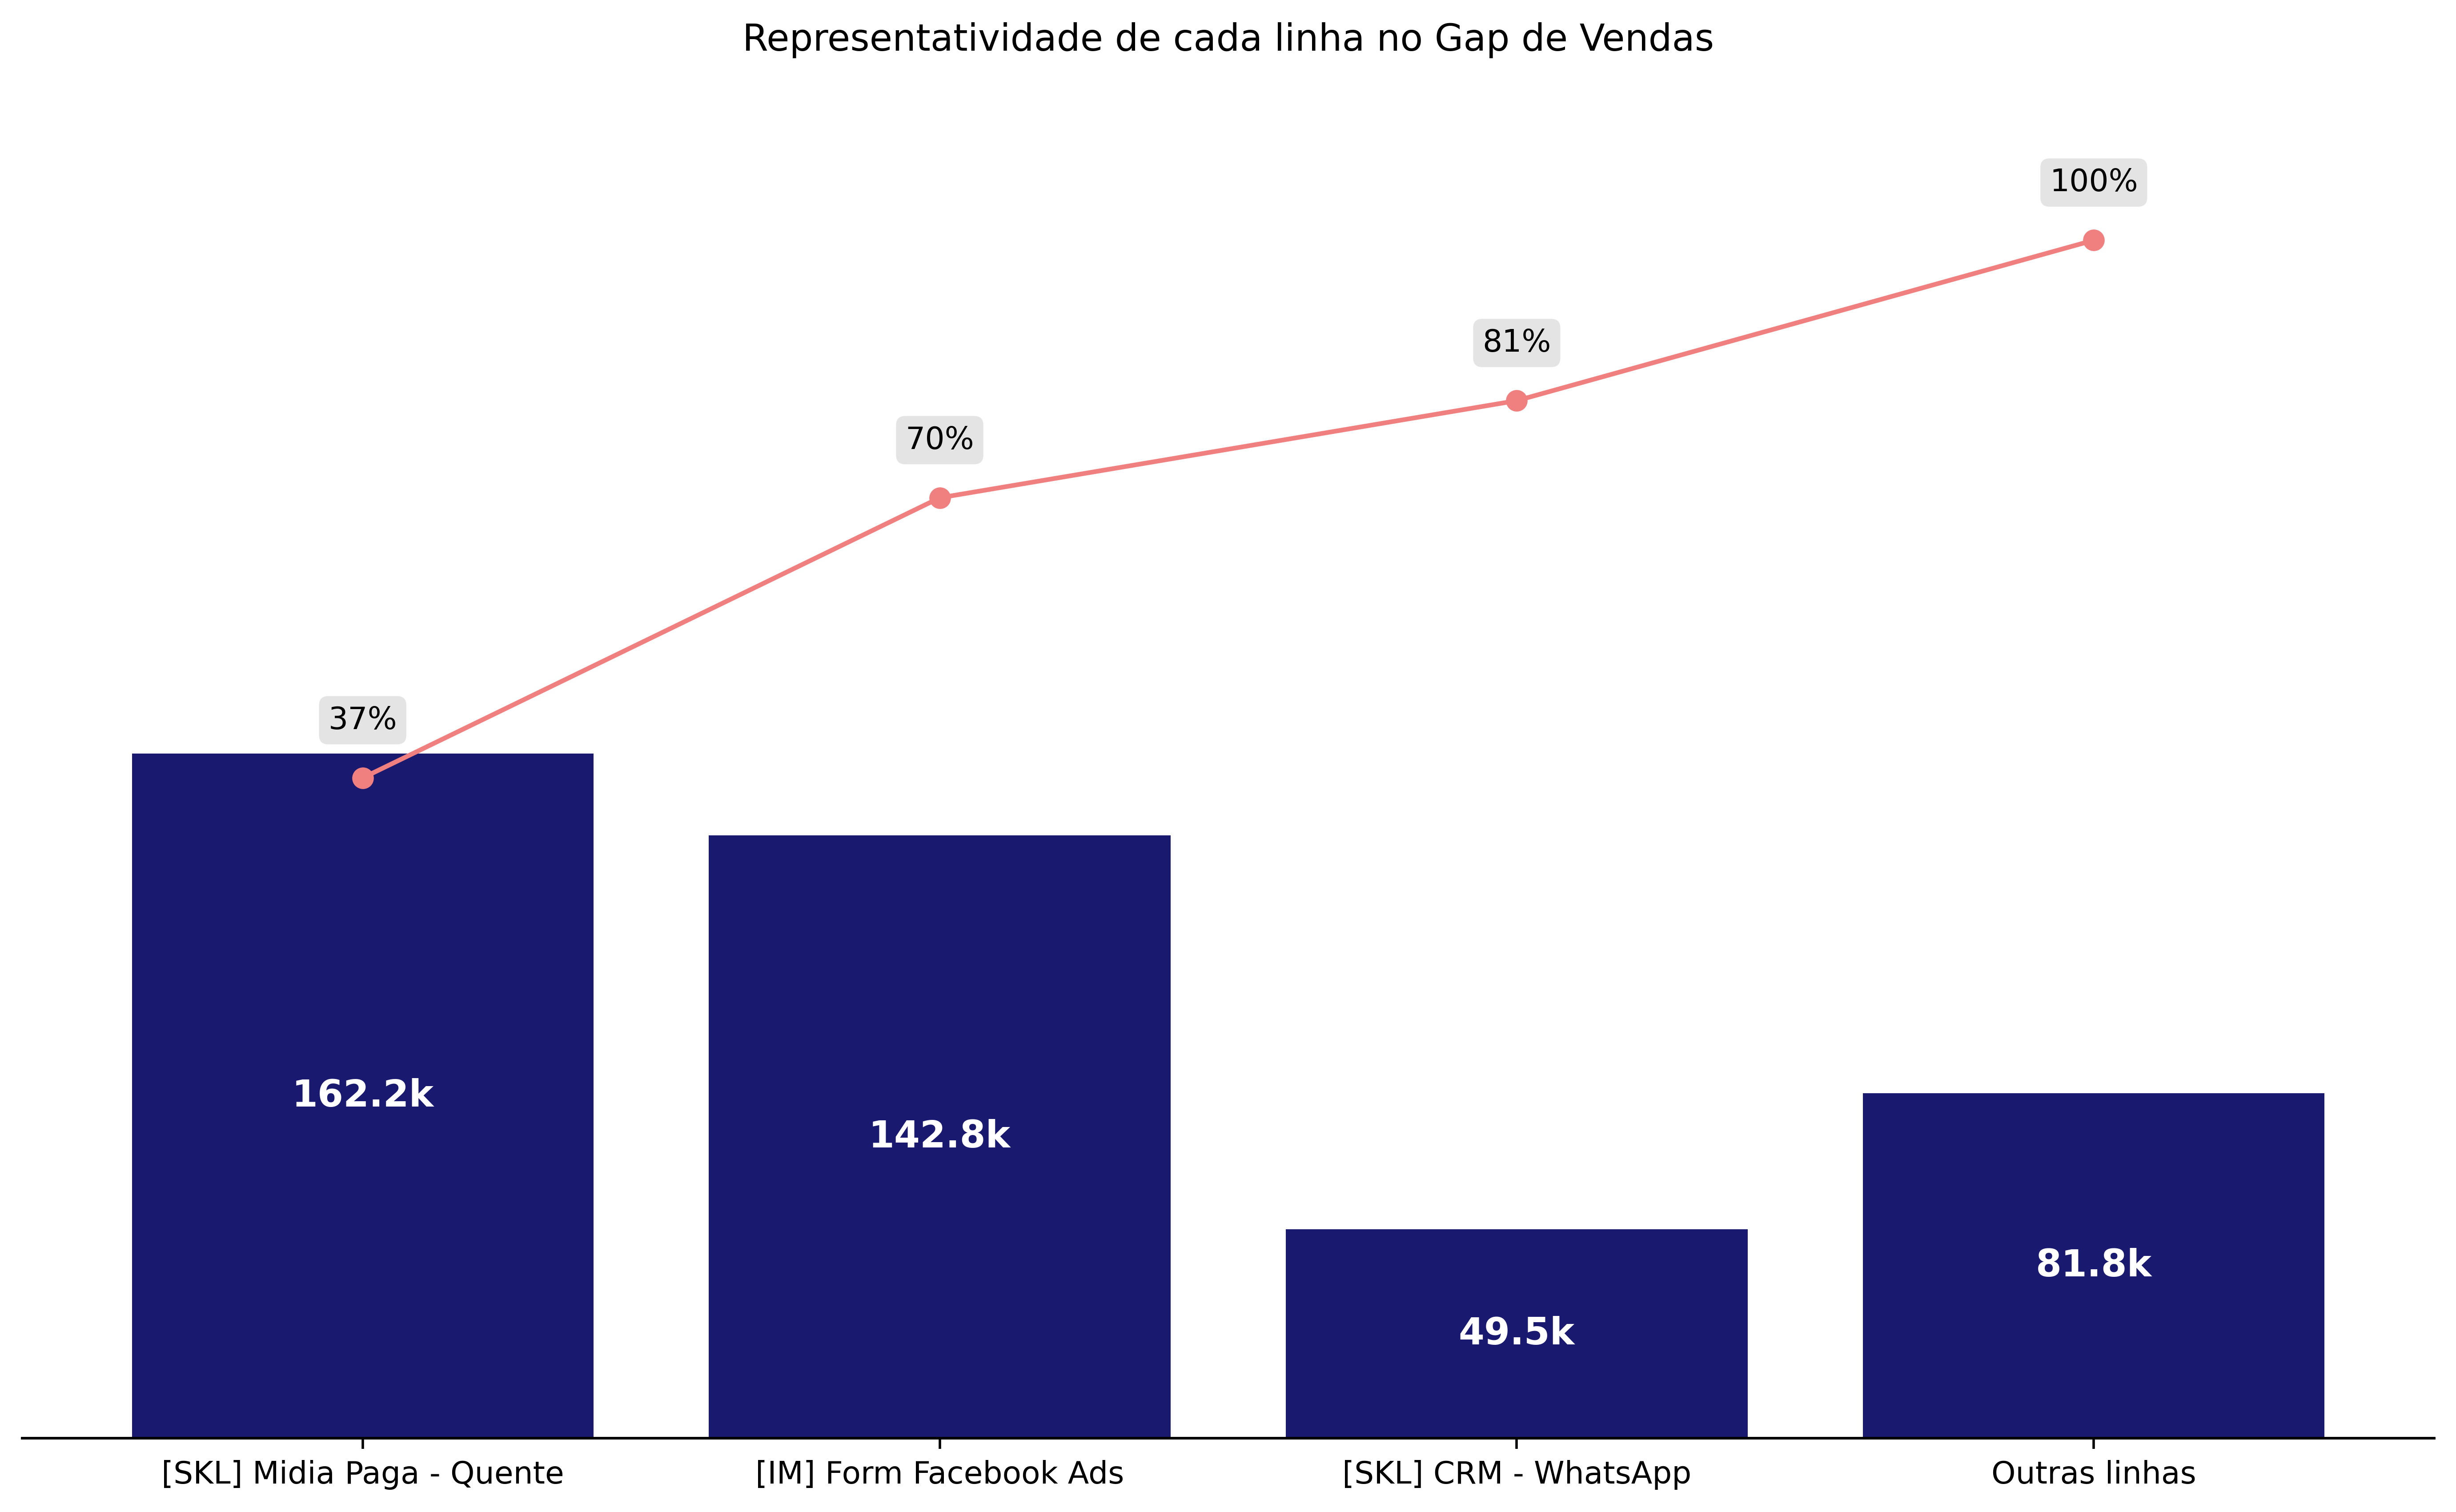 Representatividade de cada linha no Gap de Vendas
100%
81%
70%
37%
162.2k
142.8k
49.5k
81.8k
[SKL] Midia Paga - Quente
[IM] Form Facebook Ads
[SKL] CRM - WhatsApp
Outras linhas